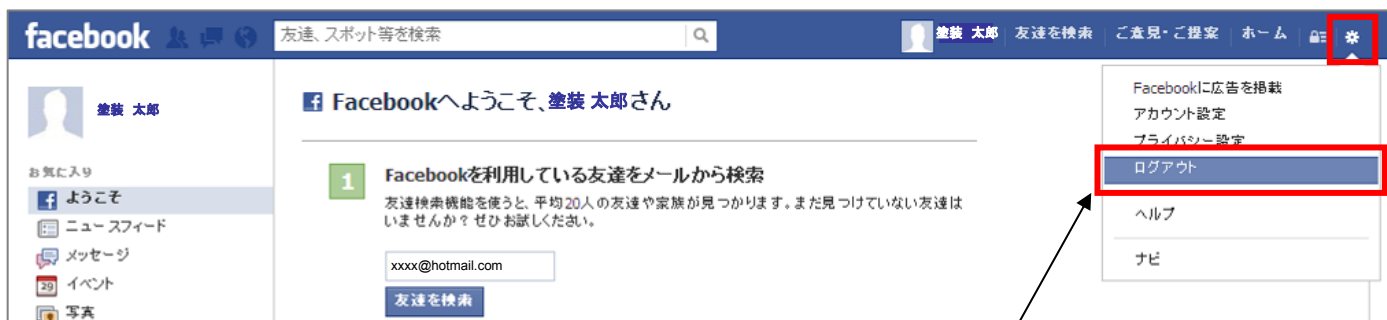 facebook
友達、スポット等を検索
塗装 太郎
友達を検索
ご意見・ご提案
ホーム
塗装 太郎
お気に入り
ようこそ
ニュースフィード
メッセージ
29
イベント
写真
Facebookへようこそ、塗装 太郎さん
1
Facebookを利用している友達をメールから検索
友達検索機能を使うと、平均20人の友達や家族が見つかります。まだ見つけていない友達は
いませんか？ぜひお試しください。
xxxx@hotmail.com
友達を検索
Facebookに広告を掲載
アカウント設定
プライバシー設定
ログアウト
ヘルプ
ナビ